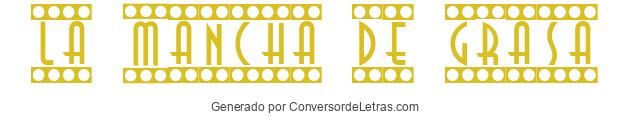 LA MANCHA DE GRASA
Generado por ConversordeLetras.com